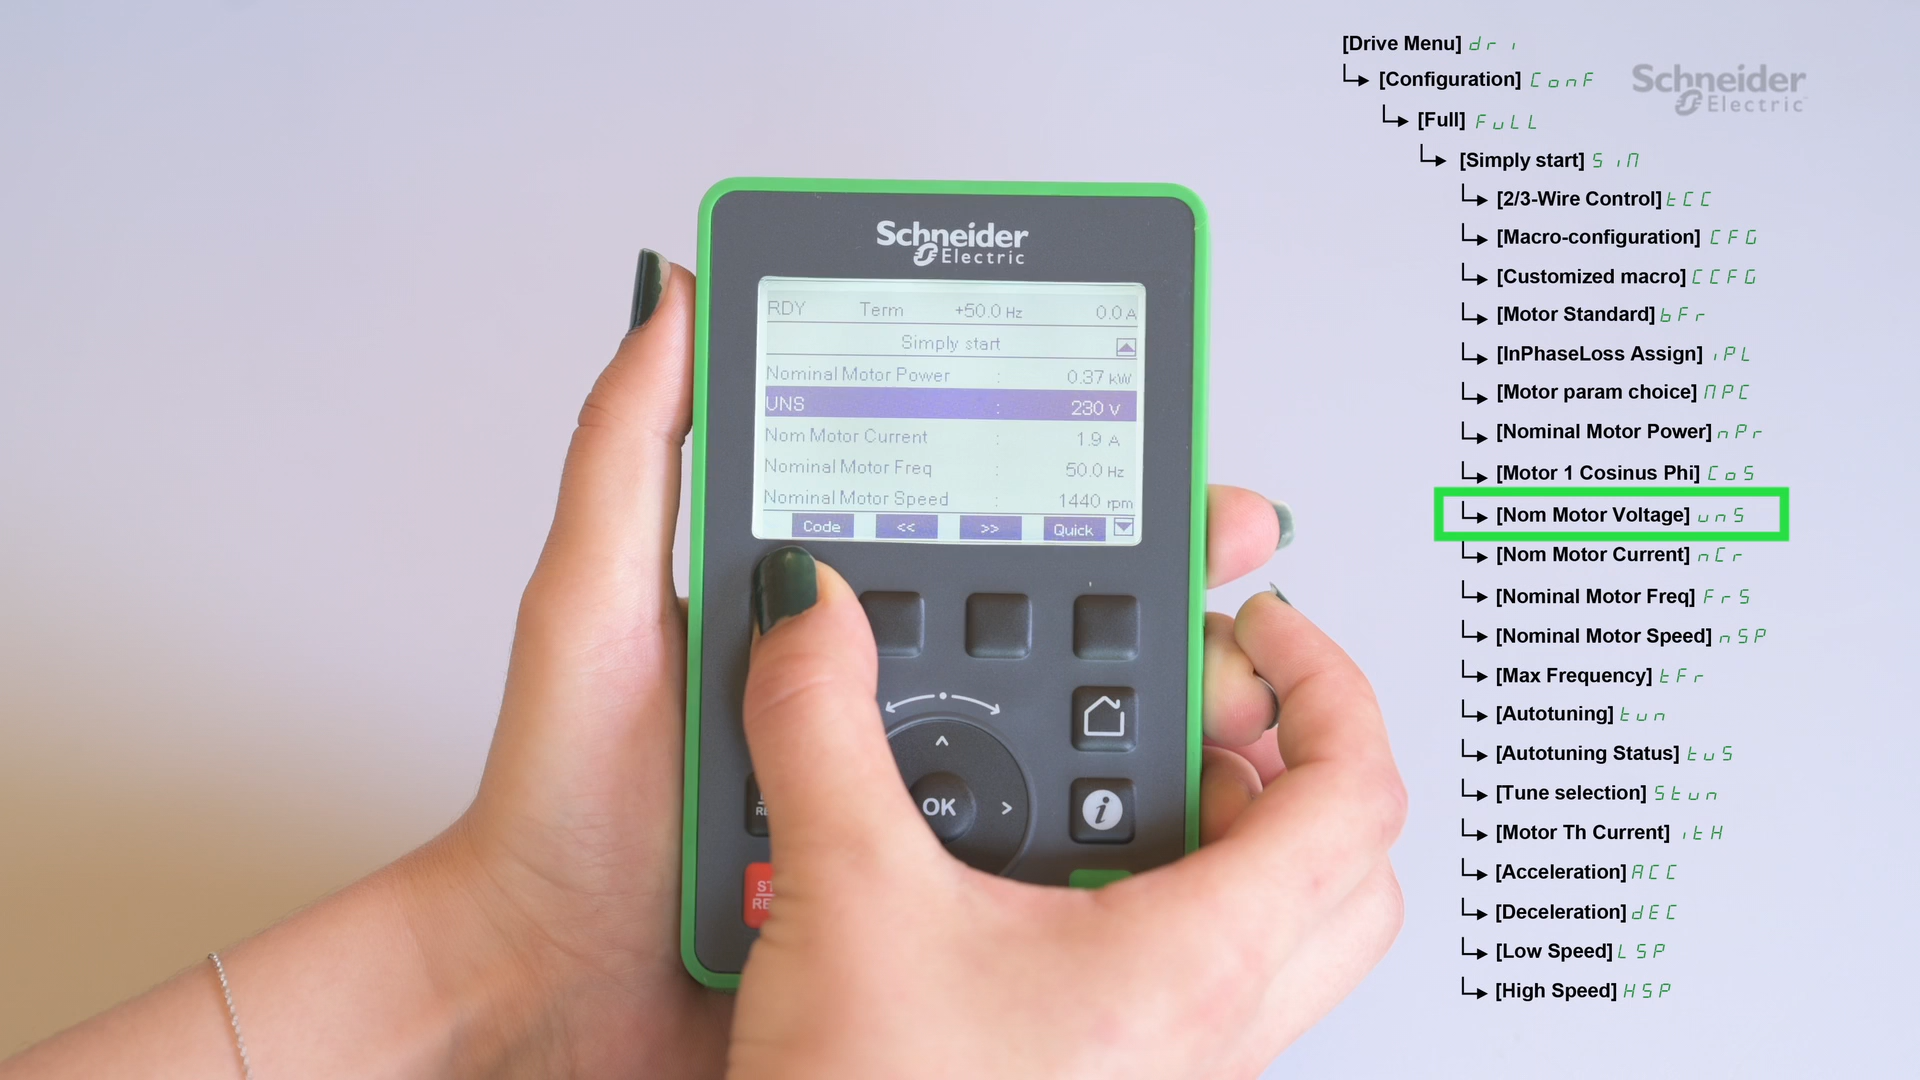 Schneider
Electric
RDY Term +50.0 Hz 0.0 A
Simply start
Nominal Motor Power : 0.37 kW
UNS : 230 V
Nom Motor Current : 1.9 A
Nominal Motor Freq : 50.0 Hz
Nominal Motor Speed : 1440 rpm
Code << >> Quick
OK
i
[Drive Menu] dri
[Configuration] ConF
Schneider
Electric
[Full] FuLL
[Simply start] SiM
[2/3-Wire Control] tCC
[Macro-configuration] CFG
[Customized macro] CCFG
[Motor Standard] bFr
[InPhaseLoss Assign] iPL
[Motor param choice] MPC
[Nominal Motor Power] nPr
[Motor 1 Cosinus Phi] CoS
[Nom Motor Voltage] unS
[Nom Motor Current] nCr
[Nominal Motor Freq] FrS
[Nominal Motor Speed] nSP
[Max Frequency] tFr
[Autotuning] tun
[Autotuning Status] tuS
[Tune selection] Stun
[Motor Th Current] itH
[Acceleration] ACC
[Deceleration] dEC
[Low Speed] LSP
[High Speed] HSP